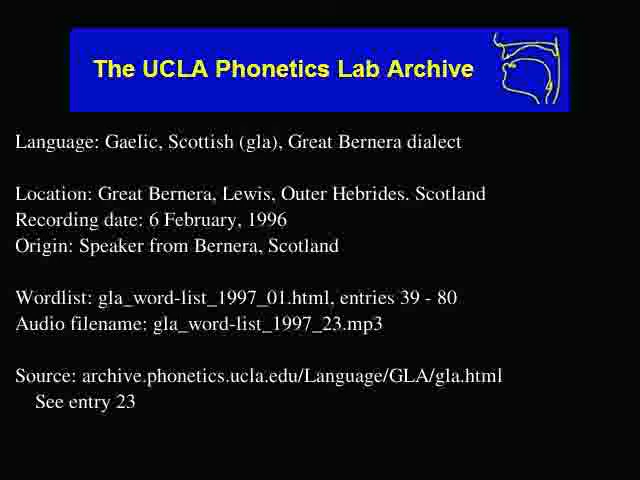 The UCLA Phonetics Lab Archive
Language: Gaelic, Scottish (gla), Great Bernera dialect
Location: Great Bernera, Lewis, Outer Hebrides. Scotland
Recording date: 6 February, 1996
Origin: Speaker from Bernera, Scotland
Wordlist: gla_word-list_1997_01.html, entries 39 - 80
Audio filename: gla_word-list_1997_23.mp3
Source: archive.phonetics.ucla.edu/Language/GLA/gla.html
See entry 23